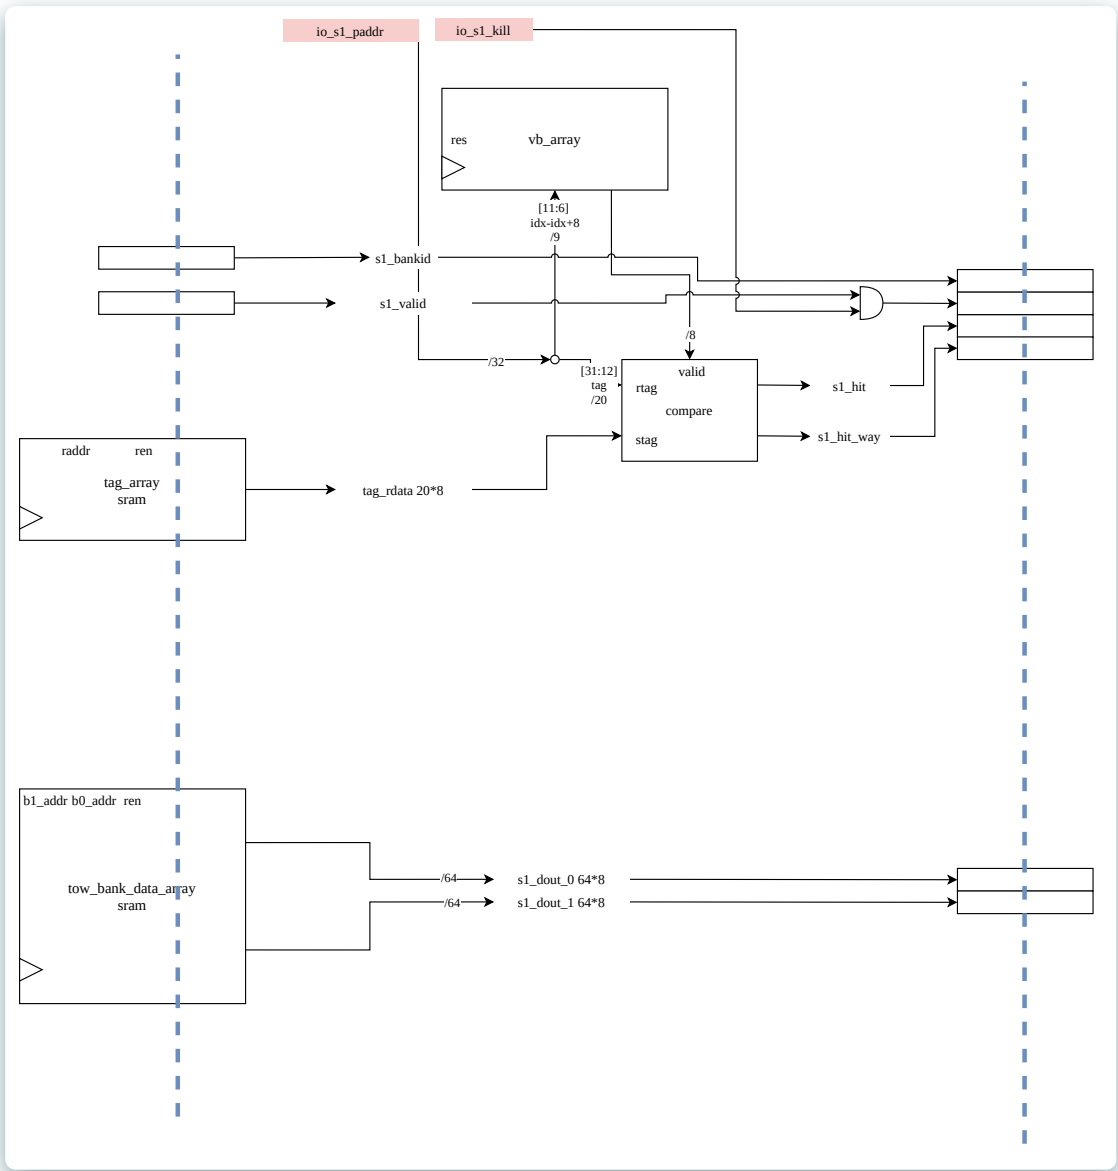 io_s1_paddr
io_s1_kill
res
vb_array
[11:6]
idx-idx+8
/9
s1_bankid
s1_valid
/8
/32
[31:12]
tag
/20
valid
rtag
compare
stag
s1_hit
s1_hit_way
raddr
ren
tag_array
sram
tag_rdata 20*8
b1_addr b0_addr ren
tow_bank_data_array
sram
/64
s1_dout_0 64*8
/64
s1_dout_1 64*8